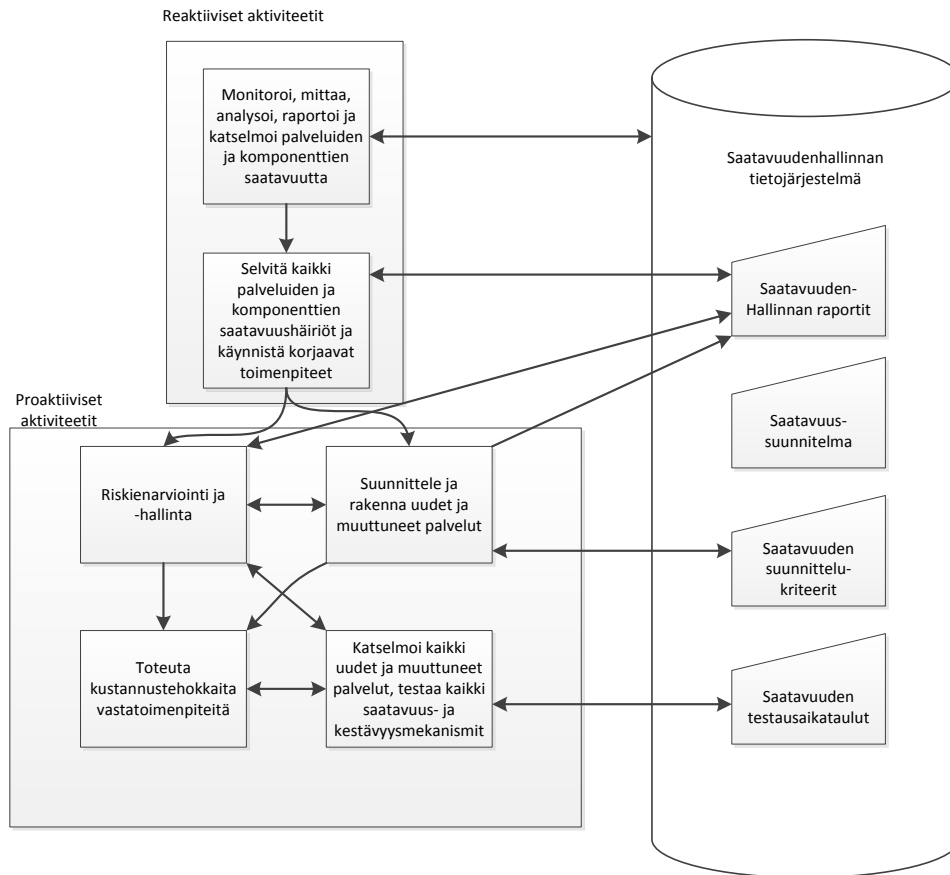 Reaktiiviset aktiviteetit
Monitoroi, mittaa,
analysoi, raportoi ja
katselmoi palveluiden
ja komponenttien
saatavuutta
Selvitä kaikki
palveluiden ja
komponenttien
saatavuushäiriöt ja
käynnistä korjaavat
toimenpiteet
Proaktiiviset
aktiviteetit
Riskienarviointi ja
-hallinta
Suunnittele ja
rakenna uudet ja
muuttuneet palvelut
Toteuta
kustannustehokkaita
vastatoimenpiteitä
Katselmoi kaikki
uudet ja muuttuneet
palvelut, testaa kaikki
saatavuus- ja
kestävyysmekanismit
Saatavuudenhallinnan
tietojärjestelmä
Saatavuuden-
Hallinnan raportit
Saatavuus-
suunnitelma
Saatavuuden
suunnittelu-
kriteerit
Saatavuuden
testausaikataulut